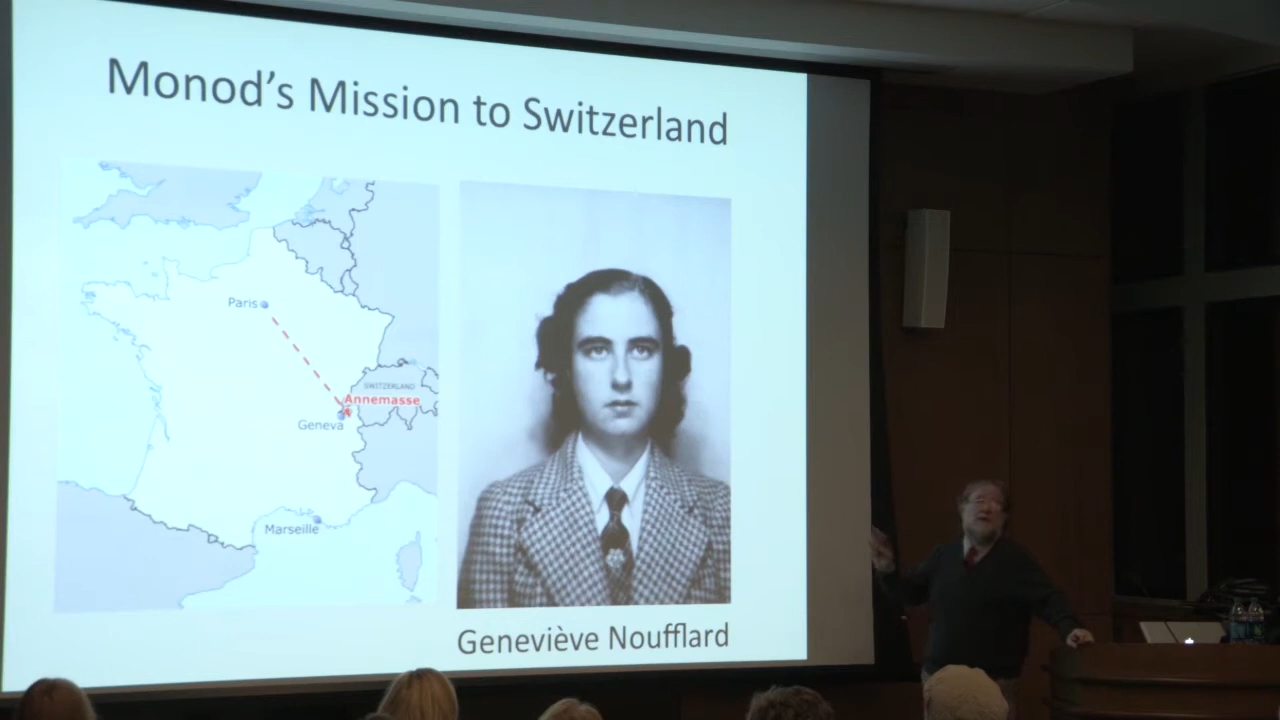 Monod's Mission to Switzerland
Paris
SWITZERLAND
Annemasse
Geneva
Marseille
Geneviève Noufflard